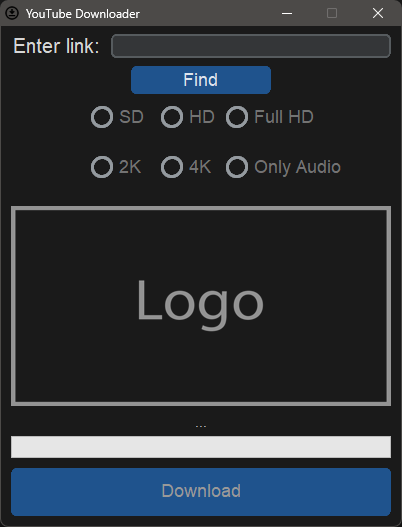 YouTube Downloader
Enter link:
Find
SD HD Full HD
2K 4K Only Audio
Logo
...
Download